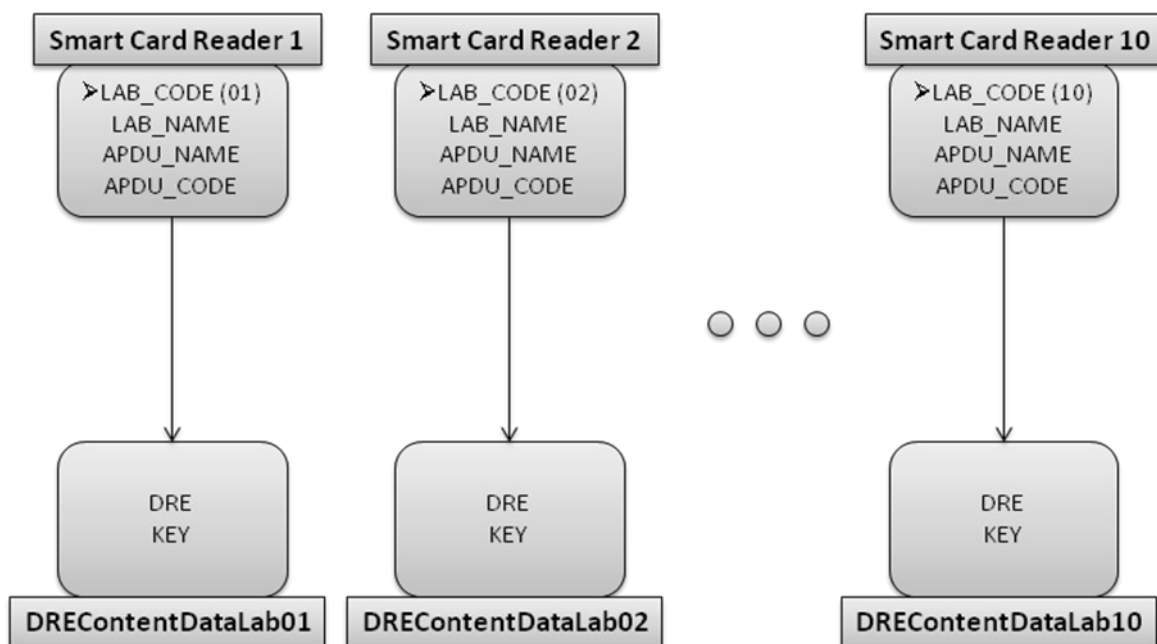 Smart Card Reader 1
➢LAB_CODE (01)
LAB_NAME
APDU_NAME
APDU_CODE
DRE
KEY
DREContentDataLab01
Smart Card Reader 2
➢LAB_CODE (02)
LAB_NAME
APDU_NAME
APDU_CODE
DRE
KEY
DREContentDataLab02
Smart Card Reader 10
➢LAB_CODE (10)
LAB_NAME
APDU_NAME
APDU_CODE
DRE
KEY
DREContentDataLab10